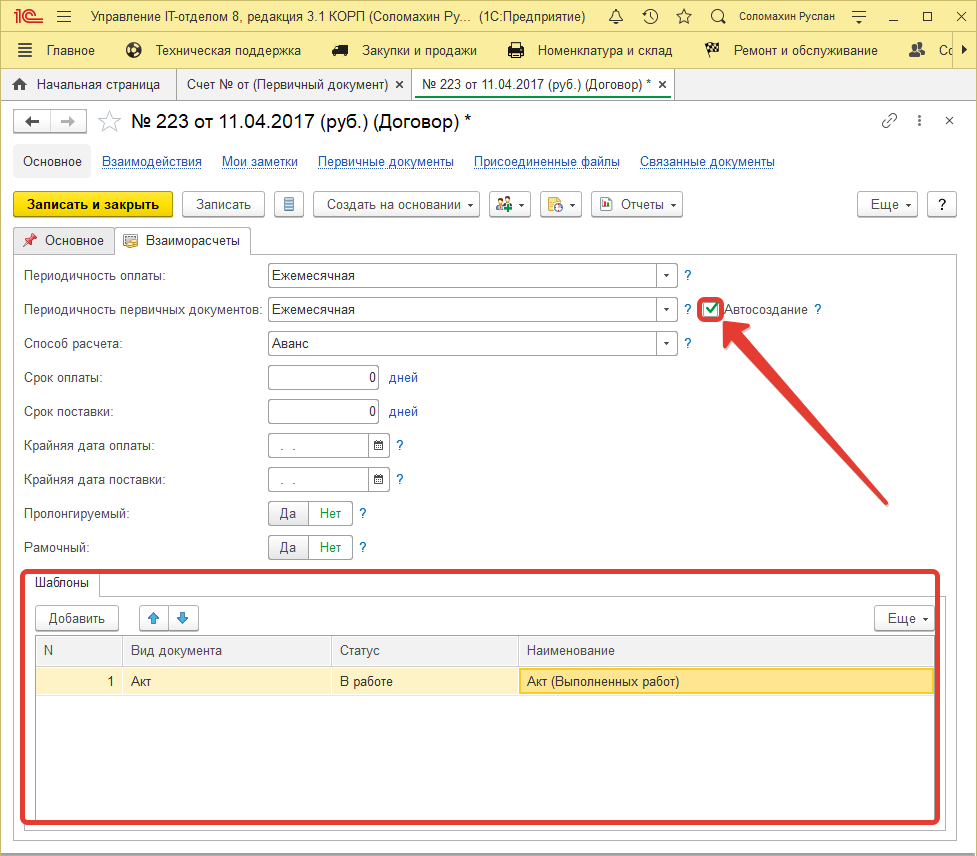 1С Управление IT-отделом 8, редакция 3.1 КОРП (Соломахин Ру... (1С:Предприятие) Соломахин Руслан
Главное Техническая поддержка Закупки и продажи Номенклатура и склад Ремонт и обслуживание Со
Начальная страница Счет № от (Первичный документ) × № 223 от 11.04.2017 (руб.) (Договор) * ×
№ 223 от 11.04.2017 (руб.) (Договор) *
Основное Взаимодействия Мои заметки Первичные документы Присоединенные файлы Связанные документы
Записать и закрыть Записать Создать на основании Отчеты Еще ?
Основное Взаиморасчеты
Периодичность оплаты: Ежемесячная ?
Периодичность первичных документов: Ежемесячная ? Автосоздание ?
Способ расчета: Аванс ?
Срок оплаты: 0 дней
Срок поставки: 0 дней
Крайняя дата оплаты: . . ?
Крайняя дата поставки: . . ?
Пролонгируемый: Да Нет ?
Рамочный: Да Нет ?
Шаблоны
Добавить Еще
N Вид документа Статус Наименование
1 Акт В работе Акт (Выполненных работ)